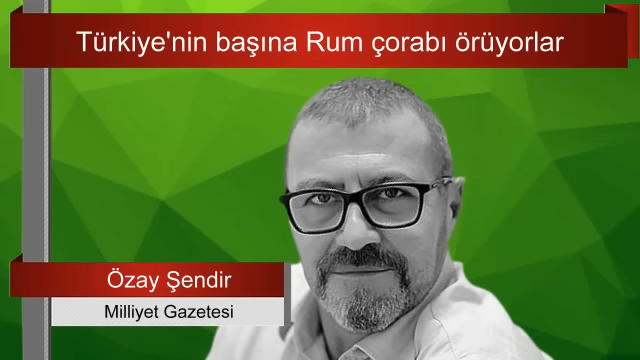 Türkiye'nin başına Rum çorabı örüyorlar
Özay Şendir
Milliyet Gazetesi